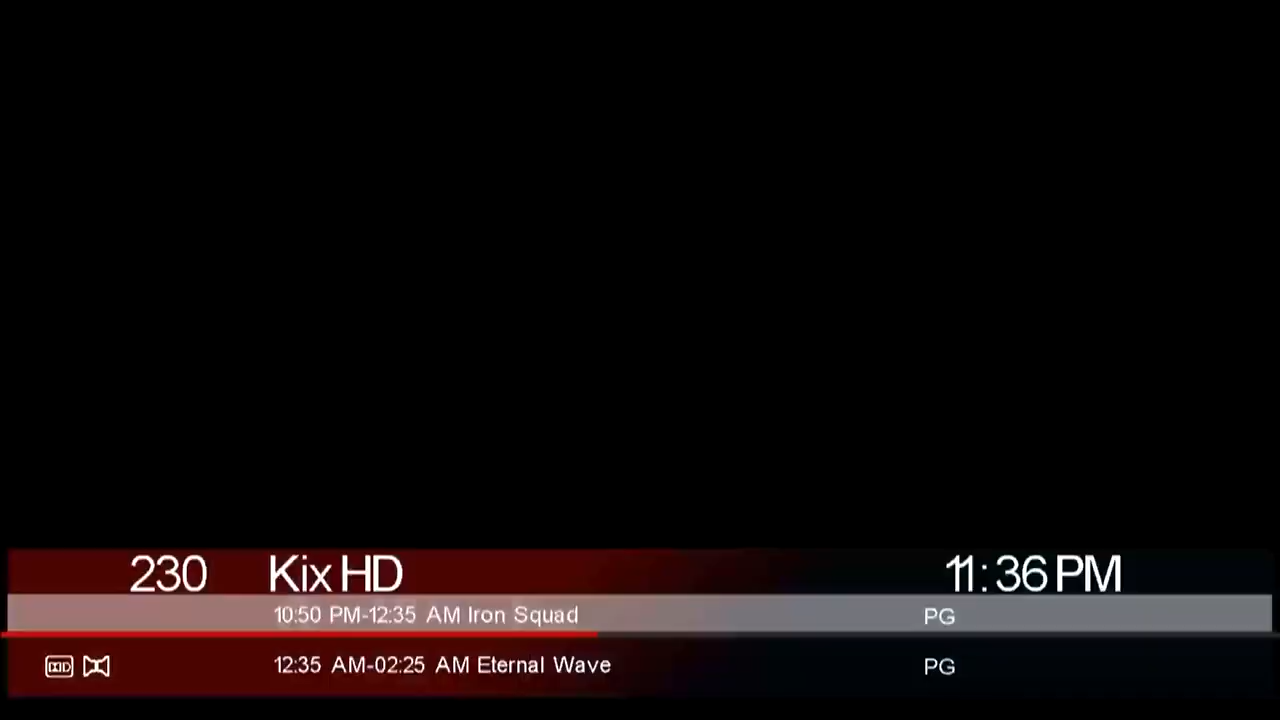 230 Kix HD 11:36 PM
10:50 PM-12:35 AM Iron Squad PG
12:35 AM-02:25 AM Eternal Wave PG